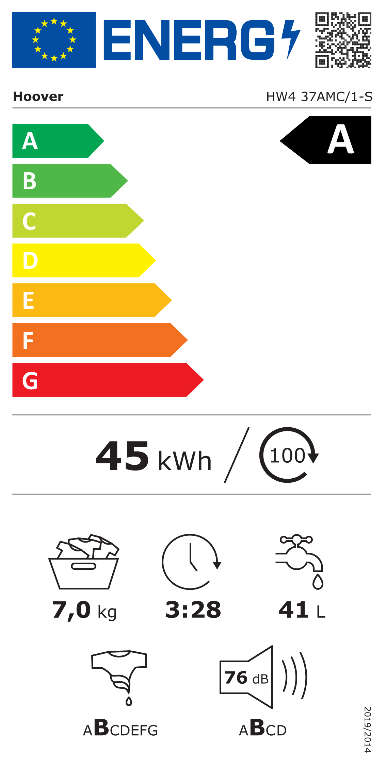 ENERG
Hoover HW4 37AMC/1-S
A A
B
C
D
E
F
G
45 kWh / 100
7,0 kg 3:28 41 L
76 dB
ABCDEFG ABCD
2019/2014